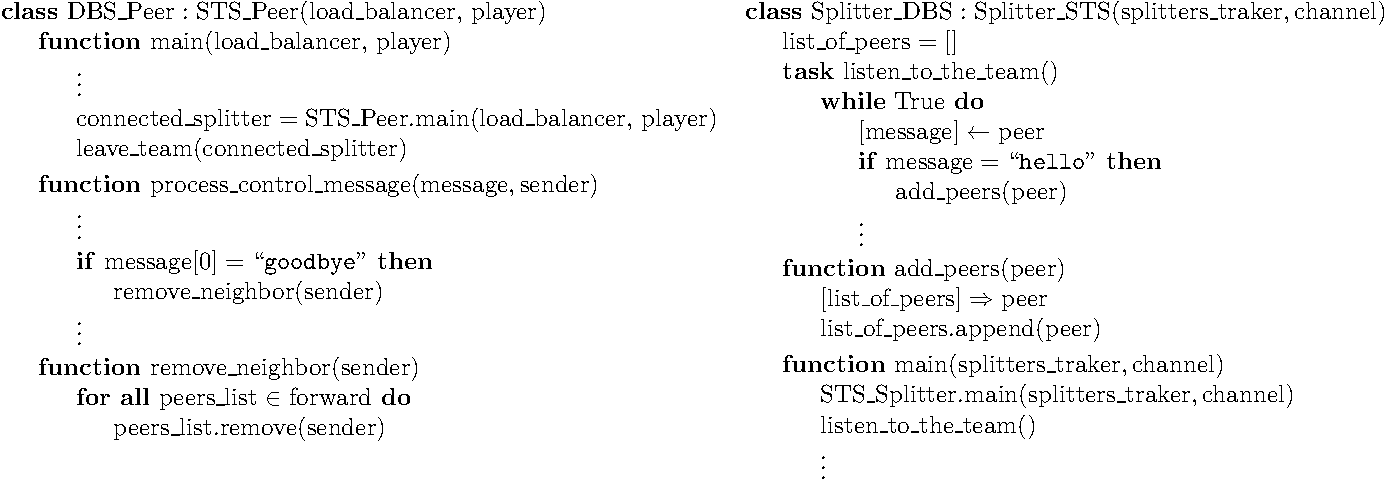 class DBS_Peer : STS_Peer(load_balancer, player)
function main(load_balancer, player)
⋮
connected_splitter = STS_Peer.main(load_balancer, player)
leave_team(connected_splitter)
function process_control_message(message, sender)
⋮
if message[0] = “goodbye” then
remove_neighbor(sender)
⋮
function remove_neighbor(sender)
for all peers_list ∈ forward do
peers_list.remove(sender)
class Splitter_DBS : Splitter_STS(splitters_traker, channel)
list_of_peers = []
task listen_to_the_team()
while True do
[message] ← peer
if message = “hello” then
add_peers(peer)
⋮
function add_peers(peer)
[list_of_peers] ⇒ peer
list_of_peers.append(peer)
function main(splitters_traker, channel)
STS_Splitter.main(splitters_traker, channel)
listen_to_the_team()
⋮